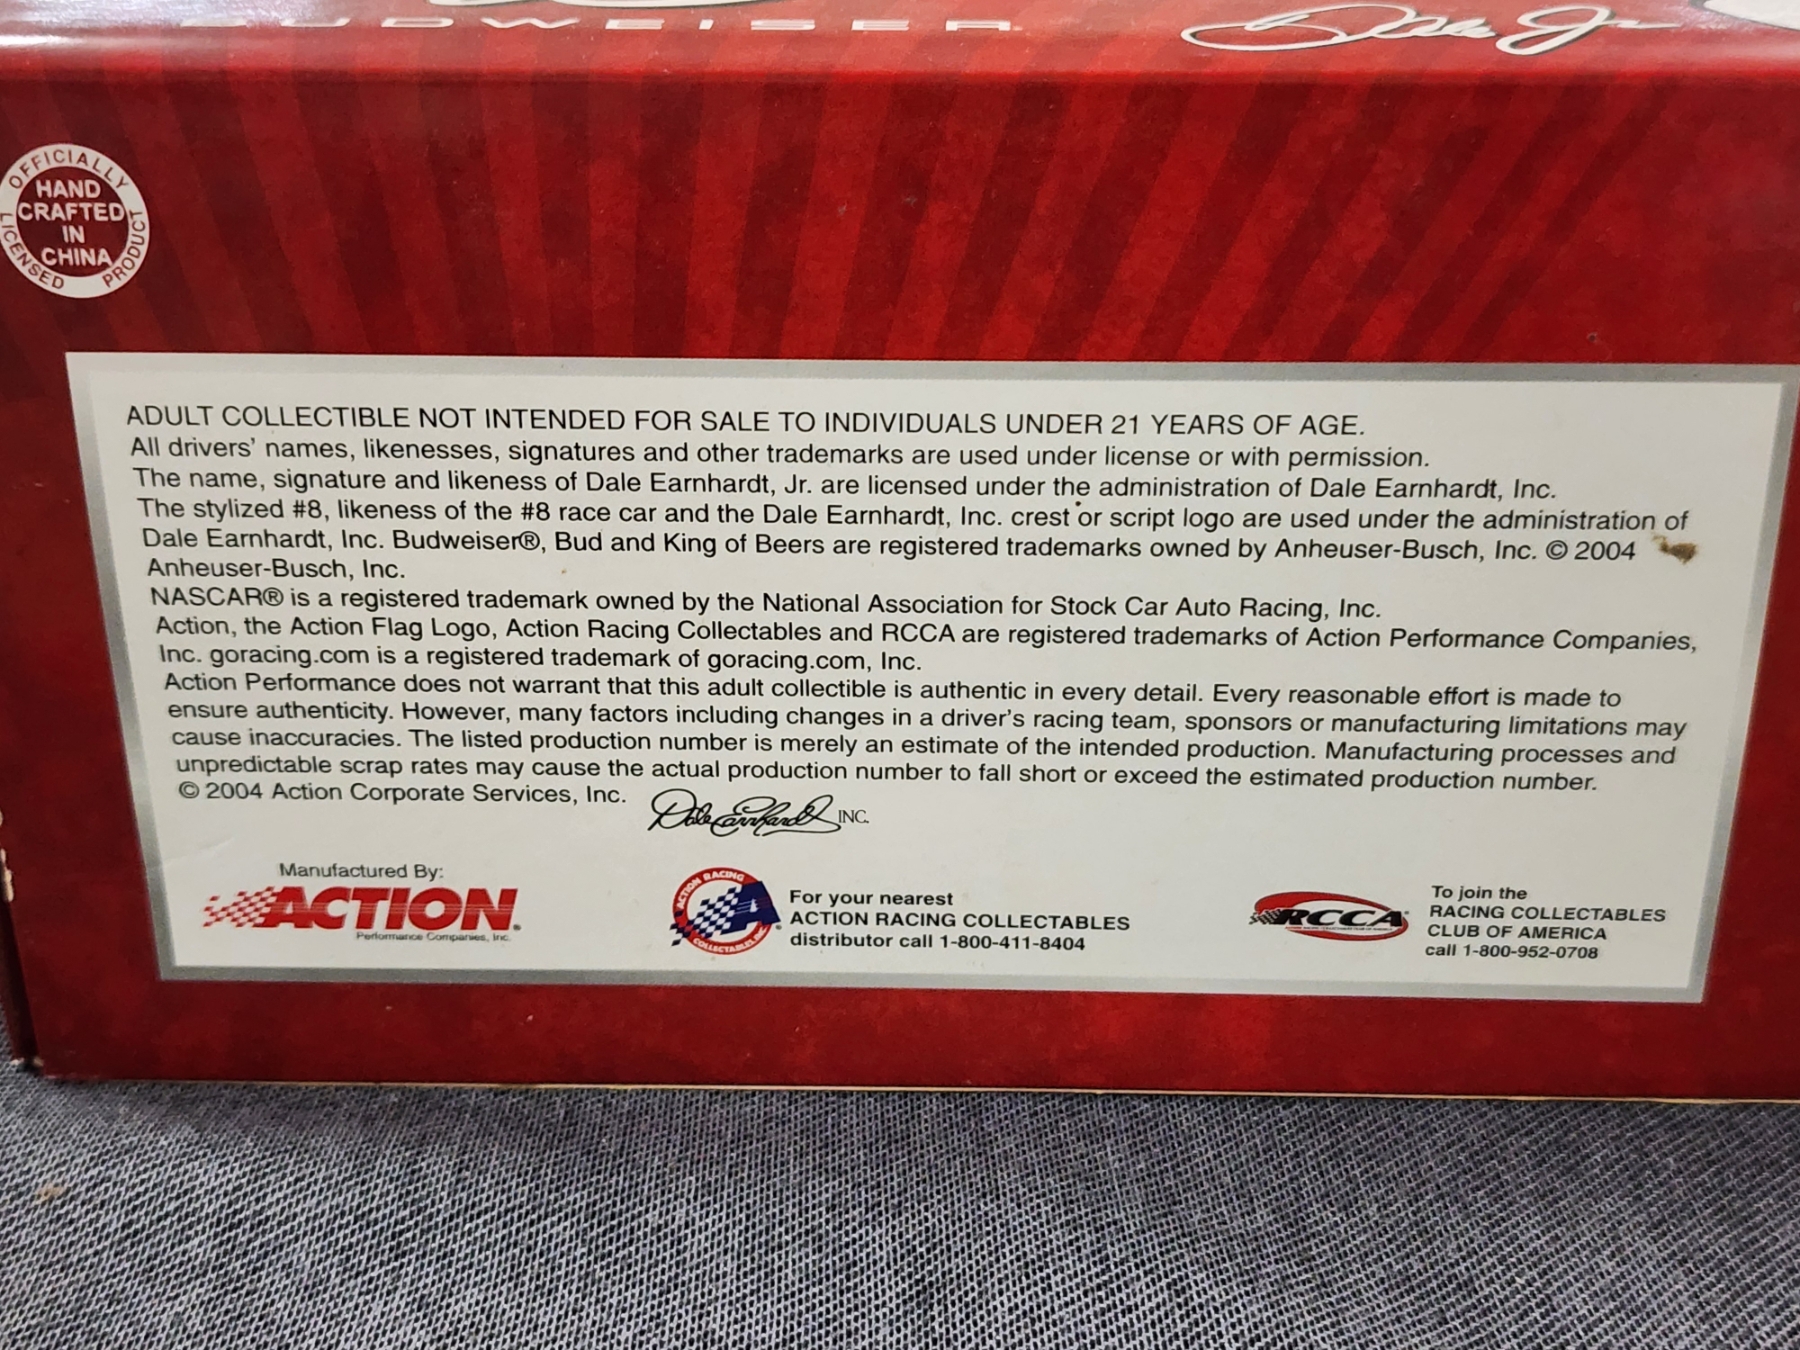 BUDWEISER
Dale Jr
OFFICIALLY LICENSED PRODUCT
HAND
CRAFTED
IN
CHINA
ADULT COLLECTIBLE NOT INTENDED FOR SALE TO INDIVIDUALS UNDER 21 YEARS OF AGE.
All drivers' names, likenesses, signatures and other trademarks are used under license or with permission.
The name, signature and likeness of Dale Earnhardt, Jr. are licensed under the administration of Dale Earnhardt, Inc.
The stylized #8, likeness of the #8 race car and the Dale Earnhardt, Inc. crest or script logo are used under the administration of
Dale Earnhardt, Inc. Budweiser®, Bud and King of Beers are registered trademarks owned by Anheuser-Busch, Inc. © 2004
Anheuser-Busch, Inc.
NASCAR® is a registered trademark owned by the National Association for Stock Car Auto Racing, Inc.
Action, the Action Flag Logo, Action Racing Collectables and RCCA are registered trademarks of Action Performance Companies,
Inc. goracing.com is a registered trademark of goracing.com, Inc.
Action Performance does not warrant that this adult collectible is authentic in every detail. Every reasonable effort is made to
ensure authenticity. However, many factors including changes in a driver's racing team, sponsors or manufacturing limitations may
cause inaccuracies. The listed production number is merely an estimate of the intended production. Manufacturing processes and
unpredictable scrap rates may cause the actual production number to fall short or exceed the estimated production number.
© 2004 Action Corporate Services, Inc.
Dale Earnhardt INC.
Manufactured By:
ACTION®
Performance Companies, Inc.
ACTION RACING
COLLECTABLES, INC.
For your nearest
ACTION RACING COLLECTABLES
distributor call 1-800-411-8404
RCCA
To join the
RACING COLLECTABLES
CLUB OF AMERICA
call 1-800-952-0708